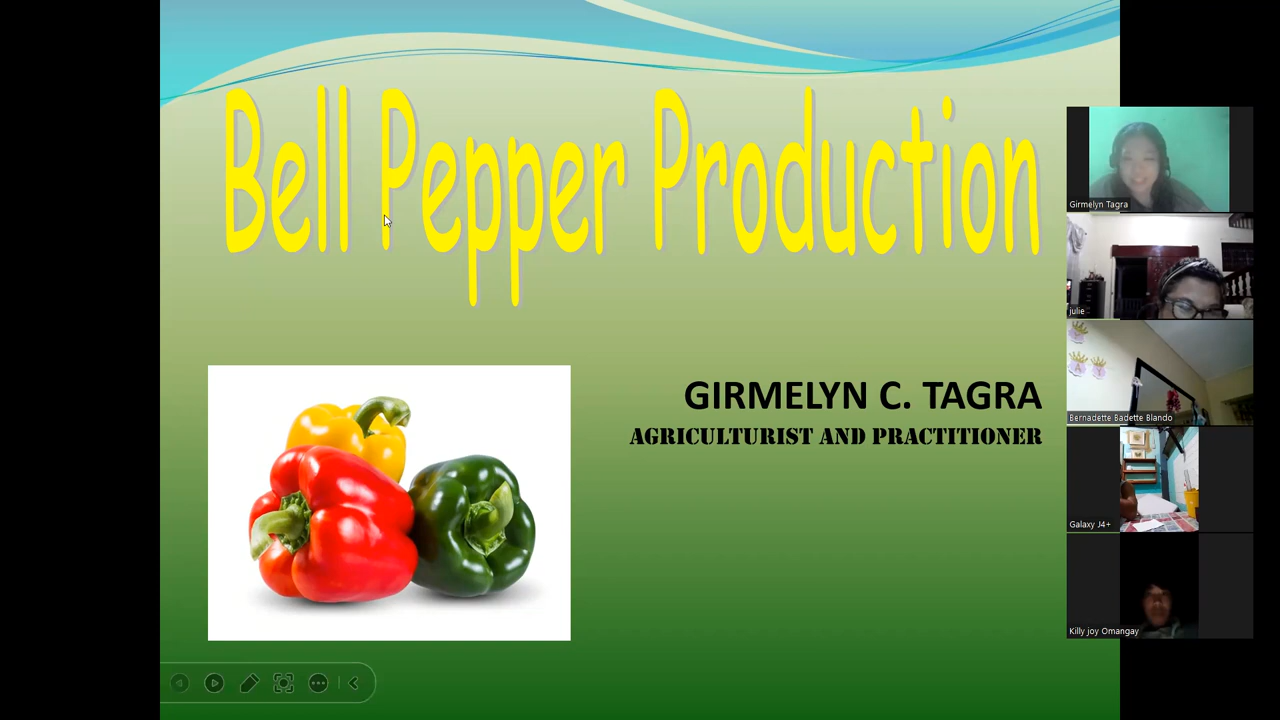 Bell Pepper Production
GIRMELYN C. TAGRA
AGRICULTURIST AND PRACTITIONER
Girmelyn Tagra
julie
Bernadette Badette Blando
Galaxy J4+
Killy joy Omangay